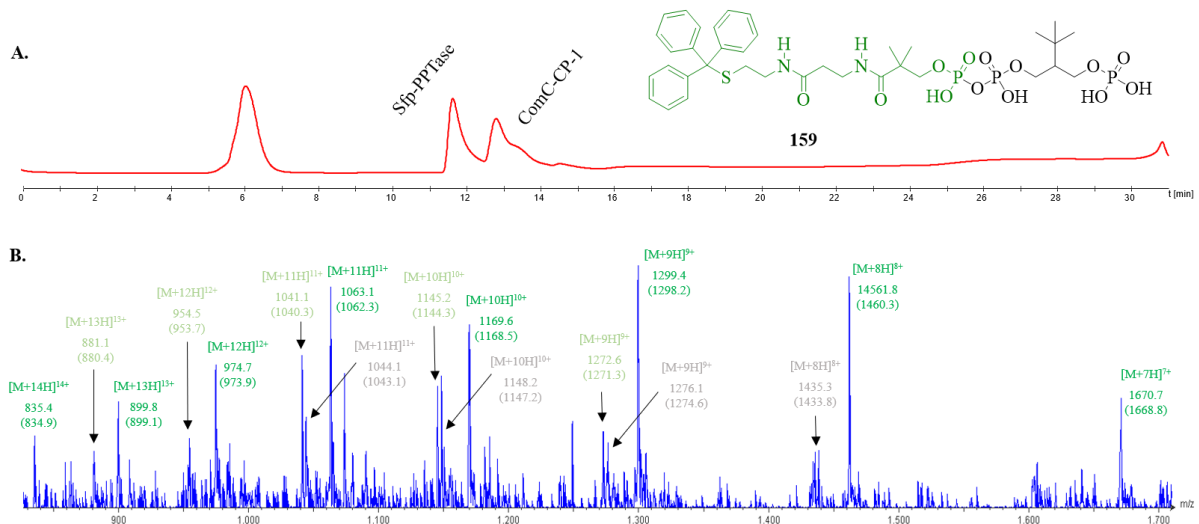 A.
Sfp-PPTase
ComC-CP-1
H
N
H
N
S
O
O
O
O
P
HO
O
O
P
OH
O
O
O
P
OH
HO
159
0 2 4 6 8 10 12 14 16 18 20 22 24 26 28 30 t [min]
B.
[M+14H]¹⁴⁺
835.4
(834.9)
[M+13H]¹³⁺
881.1
(880.4)
[M+13H]¹³⁺
899.8
(899.1)
[M+12H]¹²⁺
954.5
(953.7)
[M+12H]¹²⁺
974.7
(973.9)
[M+11H]¹¹⁺
1041.1
(1040.3)
[M+11H]¹¹⁺
1063.1
(1062.3)
[M+11H]¹¹⁺
1044.1
(1043.1)
[M+10H]¹⁰⁺
1145.2
(1144.3)
[M+10H]¹⁰⁺
1169.6
(1168.5)
[M+10H]¹⁰⁺
1148.2
(1147.2)
[M+9H]⁹⁺
1272.6
(1271.3)
[M+9H]⁹⁺
1299.4
(1298.2)
[M+9H]⁹⁺
1276.1
(1274.6)
[M+8H]⁸⁺
1435.3
(1433.8)
[M+8H]⁸⁺
14561.8
(1460.3)
[M+7H]⁷⁺
1670.7
(1668.8)
900 1.000 1.100 1.200 1.300 1.400 1.500 1.600 1.700 m/z